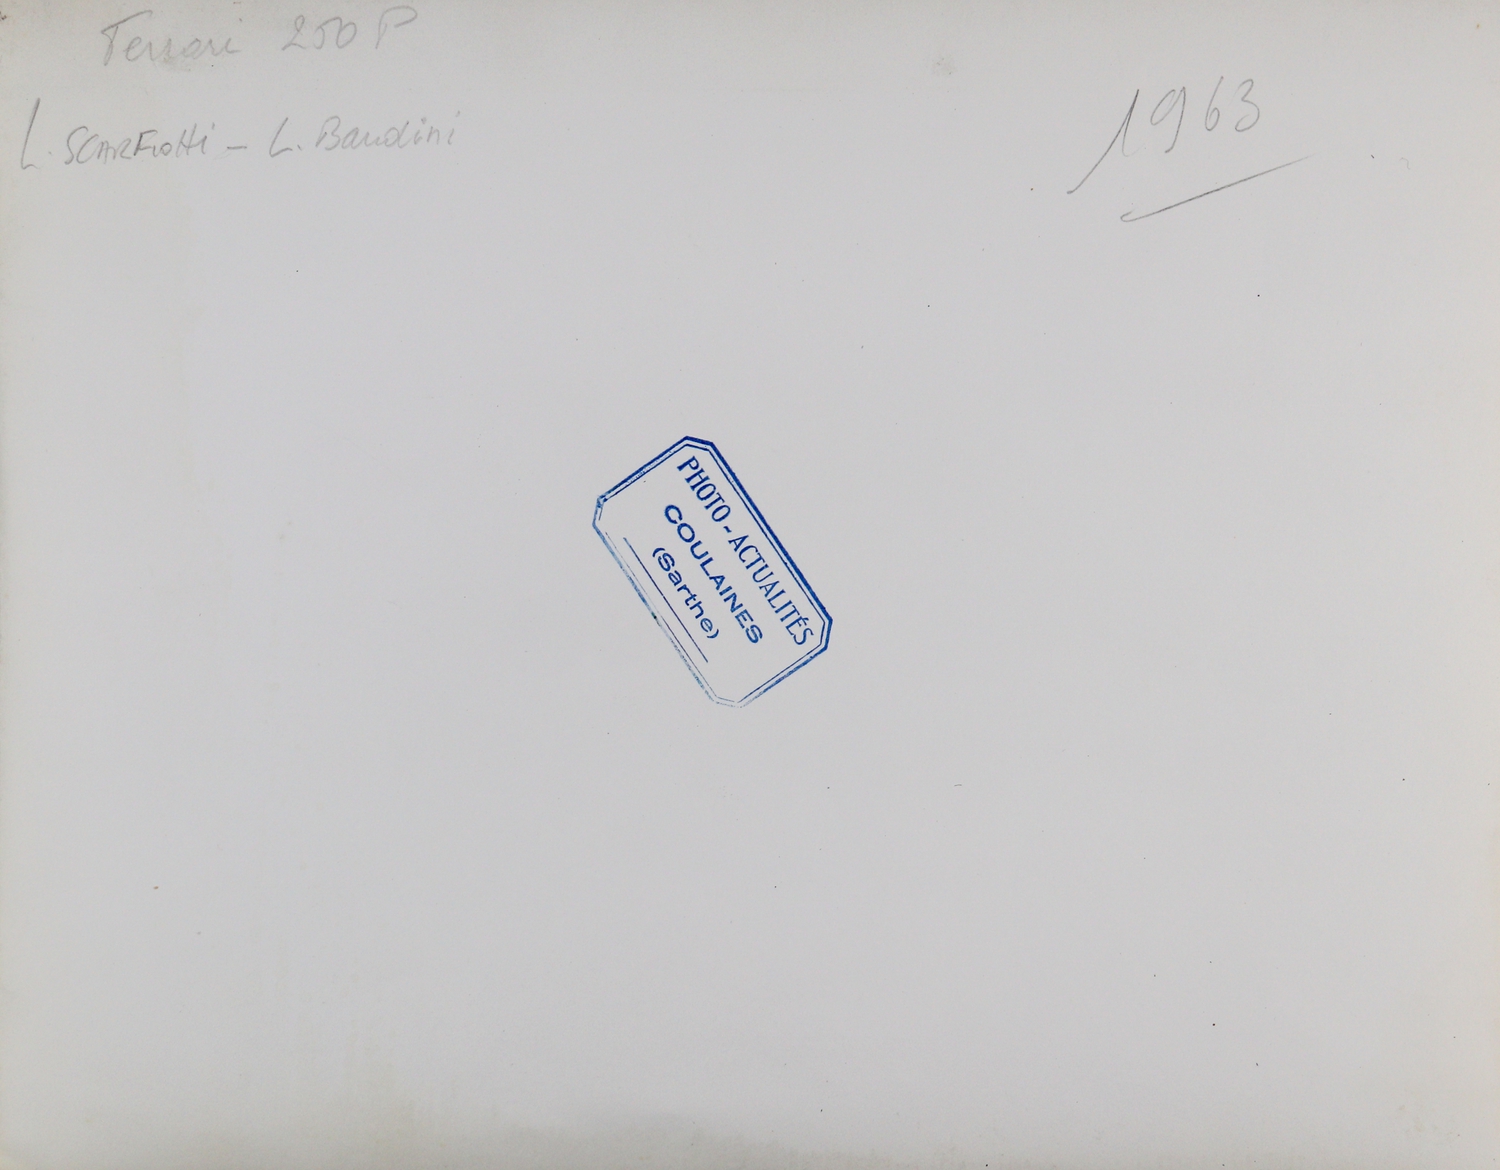 Ferrari 250 P
L. SCARFIOTTI - L. Bandini
1963
PHOTO - ACTUALITÉS
COULAINES
(Sarthe)